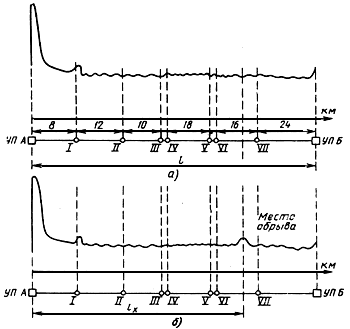 км
8 12 10 18 16 24
УП А I II III IV V VI VII УП Б
l
а)
Место
обрыва
км
УП А I II III IV V VI VII УП Б
lх
б)